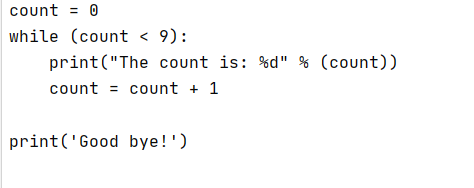 count = 0
while (count < 9):
    print("The count is: %d" % (count))
    count = count + 1

print('Good bye!')